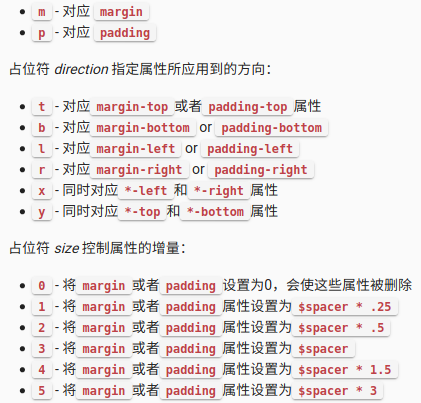 m - 对应 margin
p - 对应 padding
占位符 direction 指定属性所应用到的方向：
t - 对应 margin-top 或者 padding-top 属性
b - 对应 margin-bottom or padding-bottom
l - 对应 margin-left or padding-left
r - 对应 margin-right or padding-right
x - 同时对应 *-left 和 *-right 属性
y - 同时对应 *-top 和 *-bottom 属性
占位符 size 控制属性的增量：
0 - 将 margin 或者 padding 设置为0，会使这些属性被删除
1 - 将 margin 或者 padding 属性设置为 $spacer * .25
2 - 将 margin 或者 padding 属性设置为 $spacer * .5
3 - 将 margin 或者 padding 属性设置为 $spacer
4 - 将 margin 或者 padding 属性设置为 $spacer * 1.5
5 - 将 margin 或者 padding 属性设置为 $spacer * 3